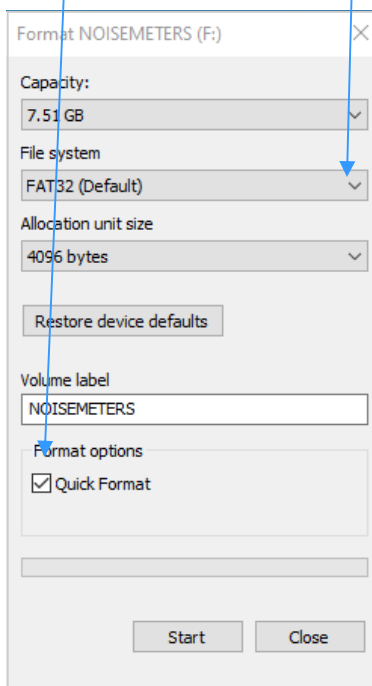 Format NOISEMETERS (F:)
Capacity:
7.51 GB
File system
FAT32 (Default)
Allocation unit size
4096 bytes
Restore device defaults
Volume label
NOISEMETERS
Format options
Quick Format
Start Close